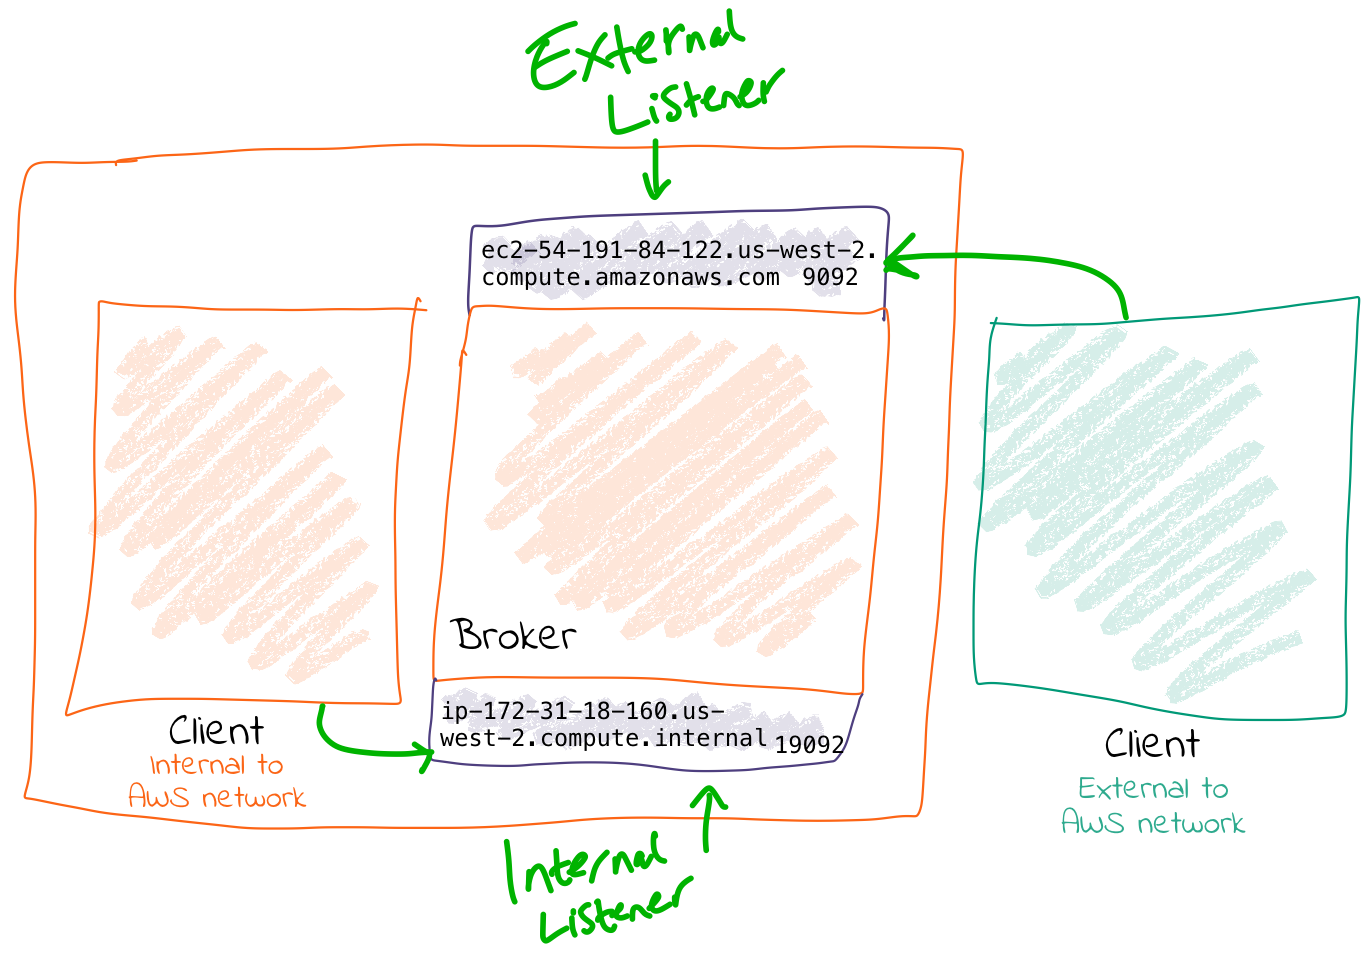 External
Listener
ec2-54-191-84-122.us-west-2.
compute.amazonaws.com 9092
Broker
ip-172-31-18-160.us-
west-2.compute.internal 19092
Client
Internal to
AWS network
Client
External to
AWS network
Internal
Listener